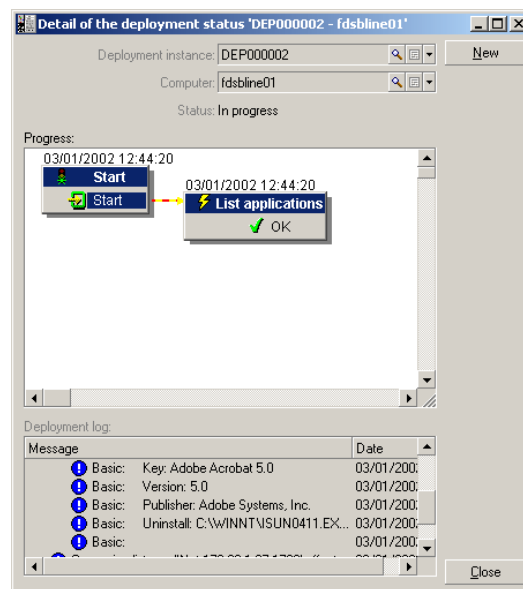 Detail of the deployment status 'DEP000002 - fdsbline01'
Deployment instance: DEP000002
New
Computer: fdsbline01
Status: In progress
Progress:
03/01/2002 12:44:20
Start
Start
03/01/2002 12:44:20
List applications
OK
Deployment log:
Message Date
Basic: Key: Adobe Acrobat 5.0 03/01/200
Basic: Version: 5.0 03/01/200
Basic: Publisher: Adobe Systems, Inc. 03/01/200
Basic: Uninstall: C:\WINNT\ISUN0411.EX... 03/01/200
Basic: 03/01/200
Close